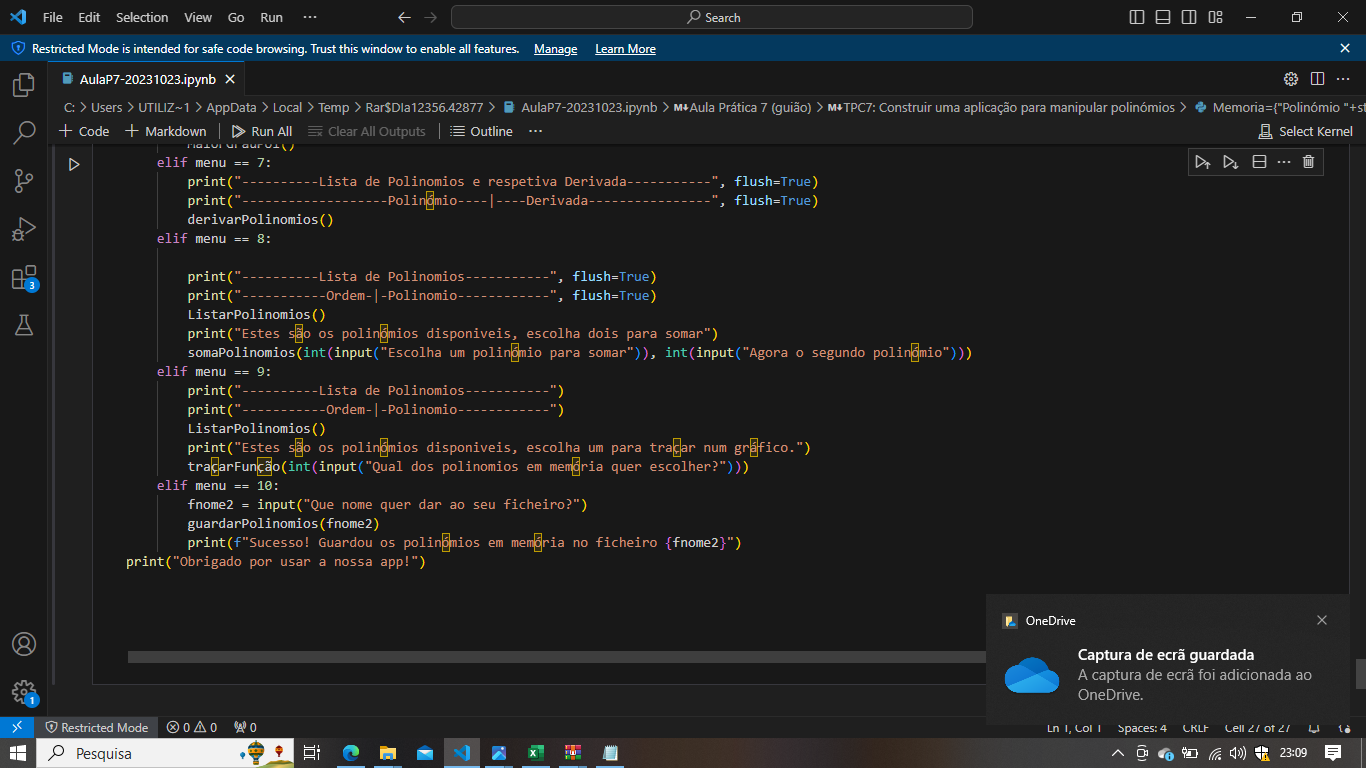 File Edit Selection View Go Run ··· Search
Restricted Mode is intended for safe code browsing. Trust this window to enable all features. Manage Learn More
AulaP7-20231023.ipynb
C: > Users > UTILIZ~1 > AppData > Local > Temp > Rar$DIa12356.42877 > AulaP7-20231023.ipynb > Aula Prática 7 (guião) > TPC7: Construir uma aplicação para manipular polinómios > Memoria={"Polinómio "+st
+ Code + Markdown Run All Clear All Outputs Outline ··· Select Kernel
MaiorGrauPol()
elif menu == 7:
print("----------Lista de Polinomios e respetiva Derivada-----------", flush=True)
print("-------------------Polinómio----|----Derivada----------------", flush=True)
derivarPolinomios()
elif menu == 8:
print("----------Lista de Polinomios-----------", flush=True)
print("-----------Ordem-|-Polinomio------------", flush=True)
ListarPolinomios()
print("Estes são os polinómios disponiveis, escolha dois para somar")
somaPolinomios(int(input("Escolha um polinómio para somar")), int(input("Agora o segundo polinómio")))
elif menu == 9:
print("----------Lista de Polinomios-----------")
print("-----------Ordem-|-Polinomio------------")
ListarPolinomios()
print("Estes são os polinómios disponiveis, escolha um para traçar num gráfico.")
traçarFunção(int(input("Qual dos polinomios em memória quer escolher?")))
elif menu == 10:
fnome2 = input("Que nome quer dar ao seu ficheiro?")
guardarPolinomios(fnome2)
print(f"Sucesso! Guardou os polinómios em memória no ficheiro {fnome2}")
print("Obrigado por usar a nossa app!")
3
OneDrive
Captura de ecrã guardada
A captura de ecrã foi adicionada ao
OneDrive.
1
Restricted Mode 0 0 0 Ln 1, Col 1 Spaces: 4 CRLF Cell 27 of 27
Pesquisa 23:09